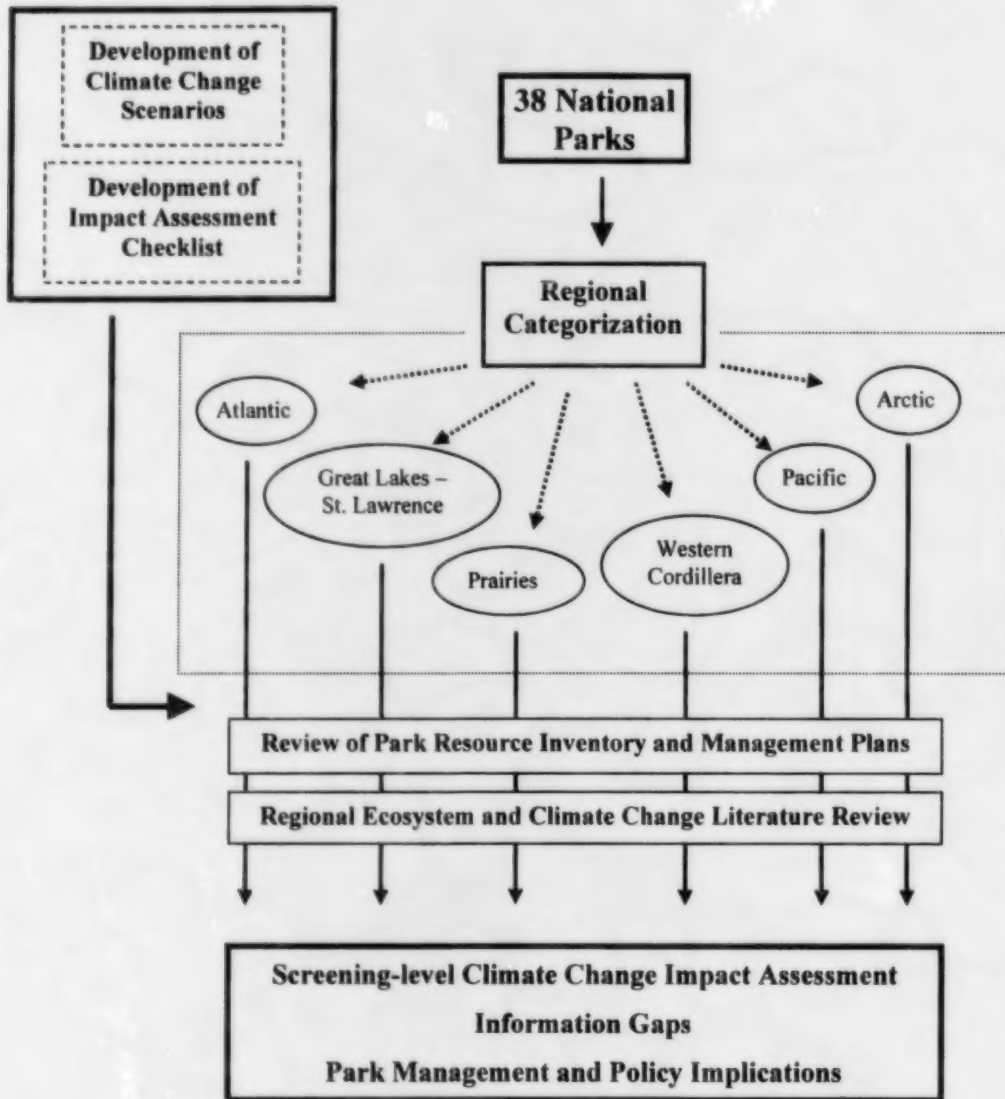 Development of
Climate Change
Scenarios
Development of
Impact Assessment
Checklist
38 National
Parks
Regional
Categorization
Atlantic
Great Lakes –
St. Lawrence
Prairies
Western
Cordillera
Pacific
Arctic
Review of Park Resource Inventory and Management Plans
Regional Ecosystem and Climate Change Literature Review
Screening-level Climate Change Impact Assessment
Information Gaps
Park Management and Policy Implications